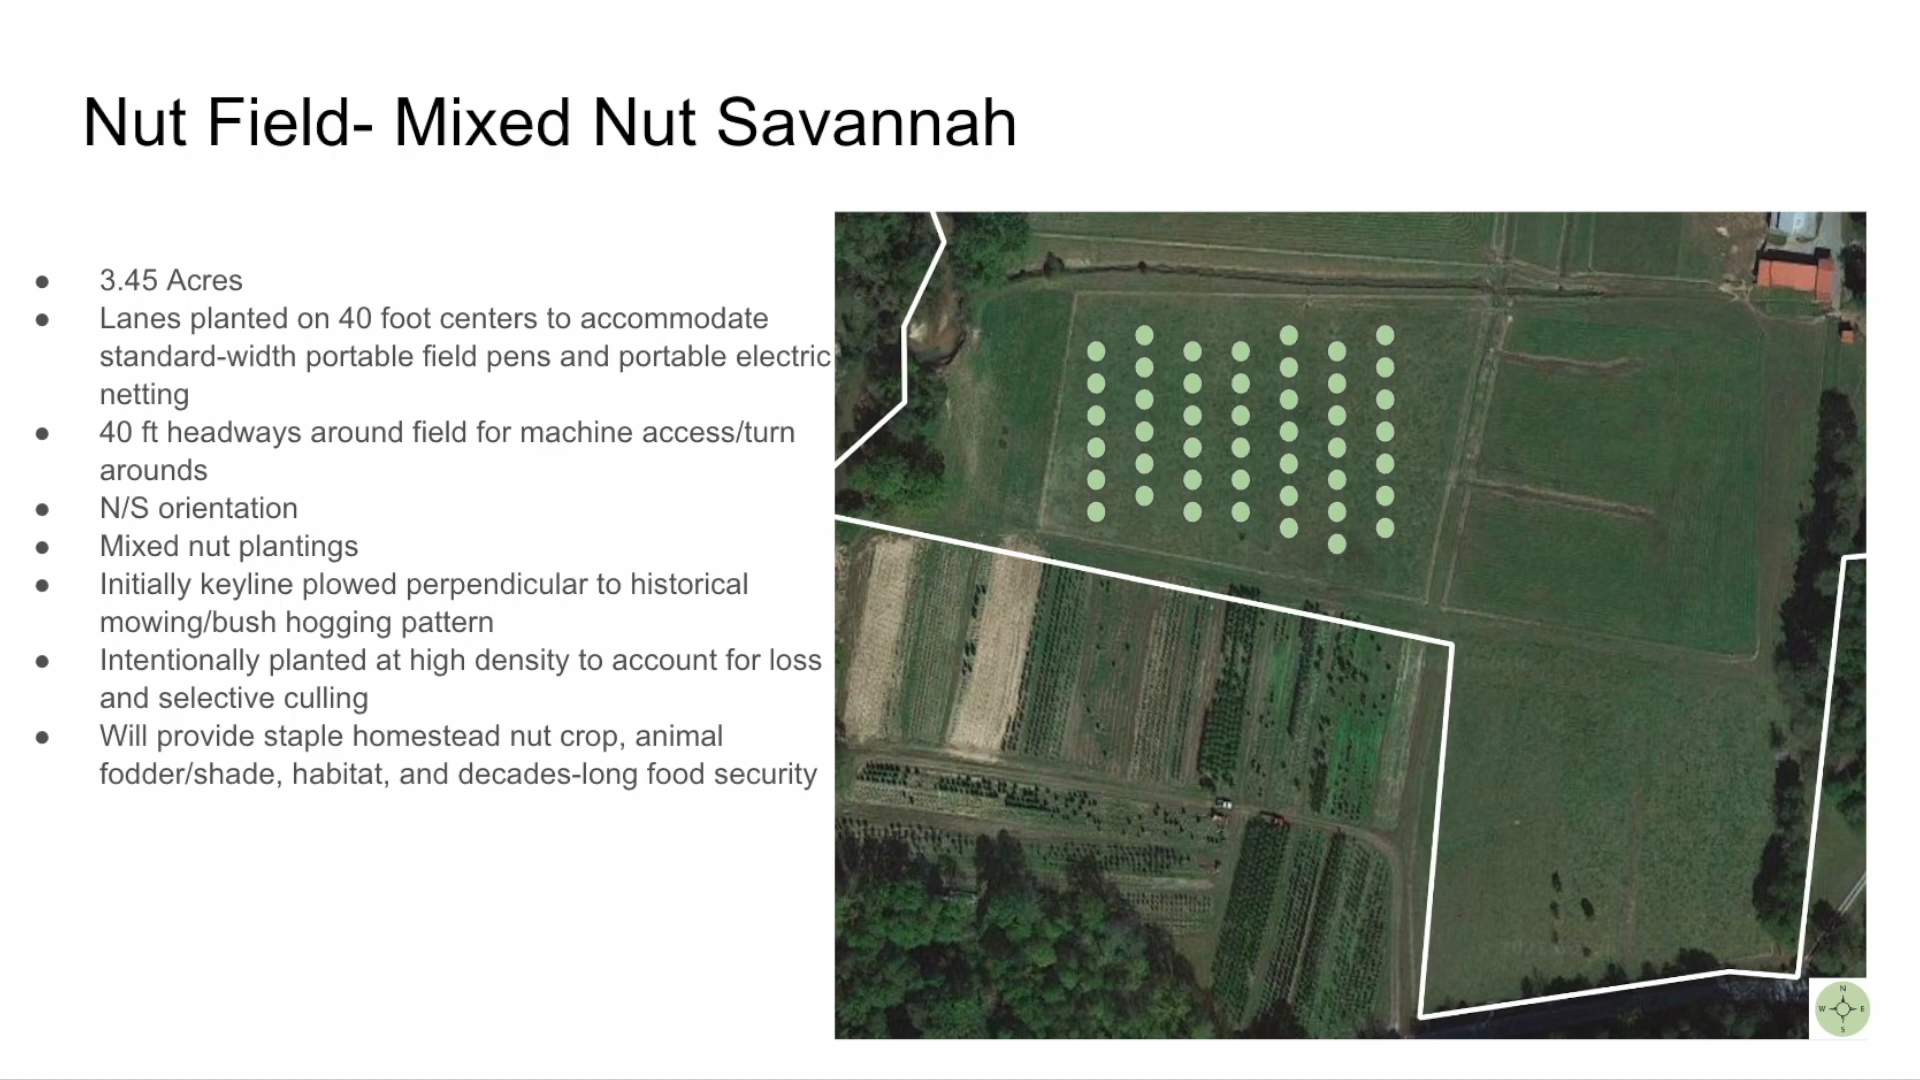 Nut Field- Mixed Nut Savannah
● 3.45 Acres
● Lanes planted on 40 foot centers to accommodate
standard-width portable field pens and portable electric
netting
● 40 ft headways around field for machine access/turn
arounds
● N/S orientation
● Mixed nut plantings
● Initially keyline plowed perpendicular to historical
mowing/bush hogging pattern
● Intentionally planted at high density to account for loss
and selective culling
● Will provide staple homestead nut crop, animal
fodder/shade, habitat, and decades-long food security
N
W E
S